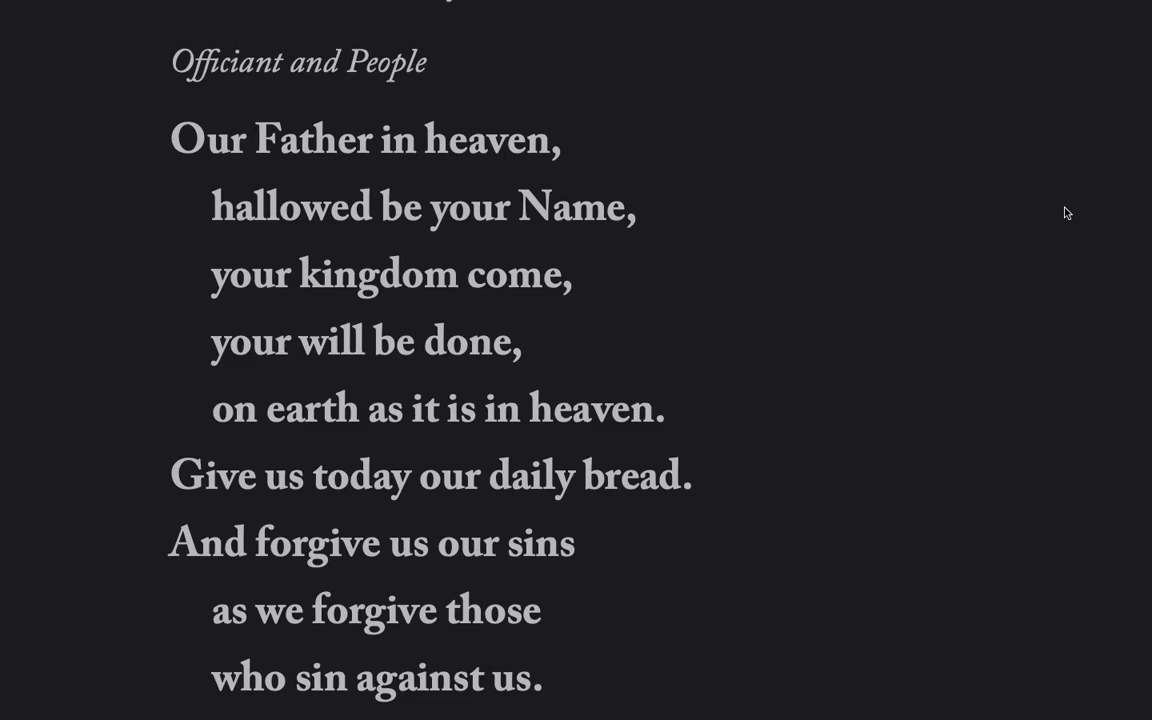 Officiant and People
Our Father in heaven,
hallowed be your Name,
your kingdom come,
your will be done,
on earth as it is in heaven.
Give us today our daily bread.
And forgive us our sins
as we forgive those
who sin against us.